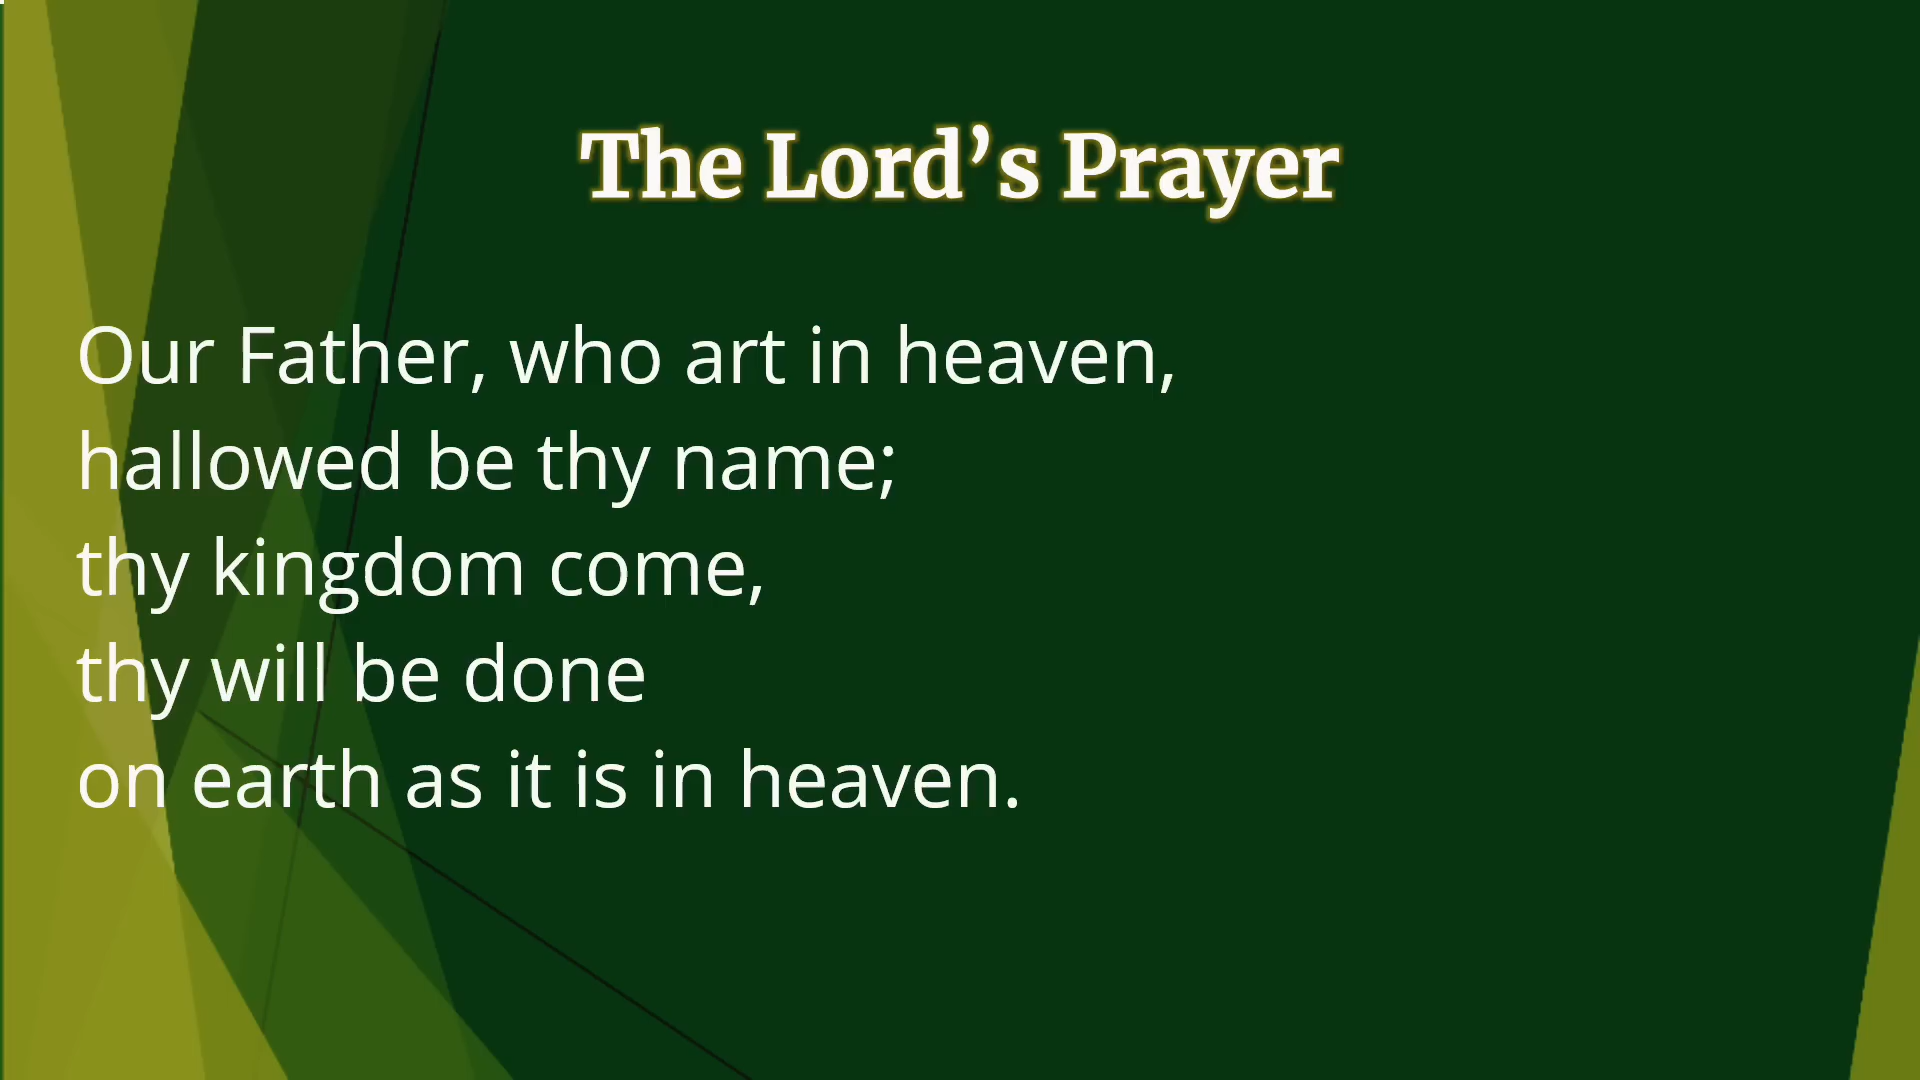 The Lord’s Prayer
Our Father, who art in heaven,
hallowed be thy name;
thy kingdom come,
thy will be done
on earth as it is in heaven.